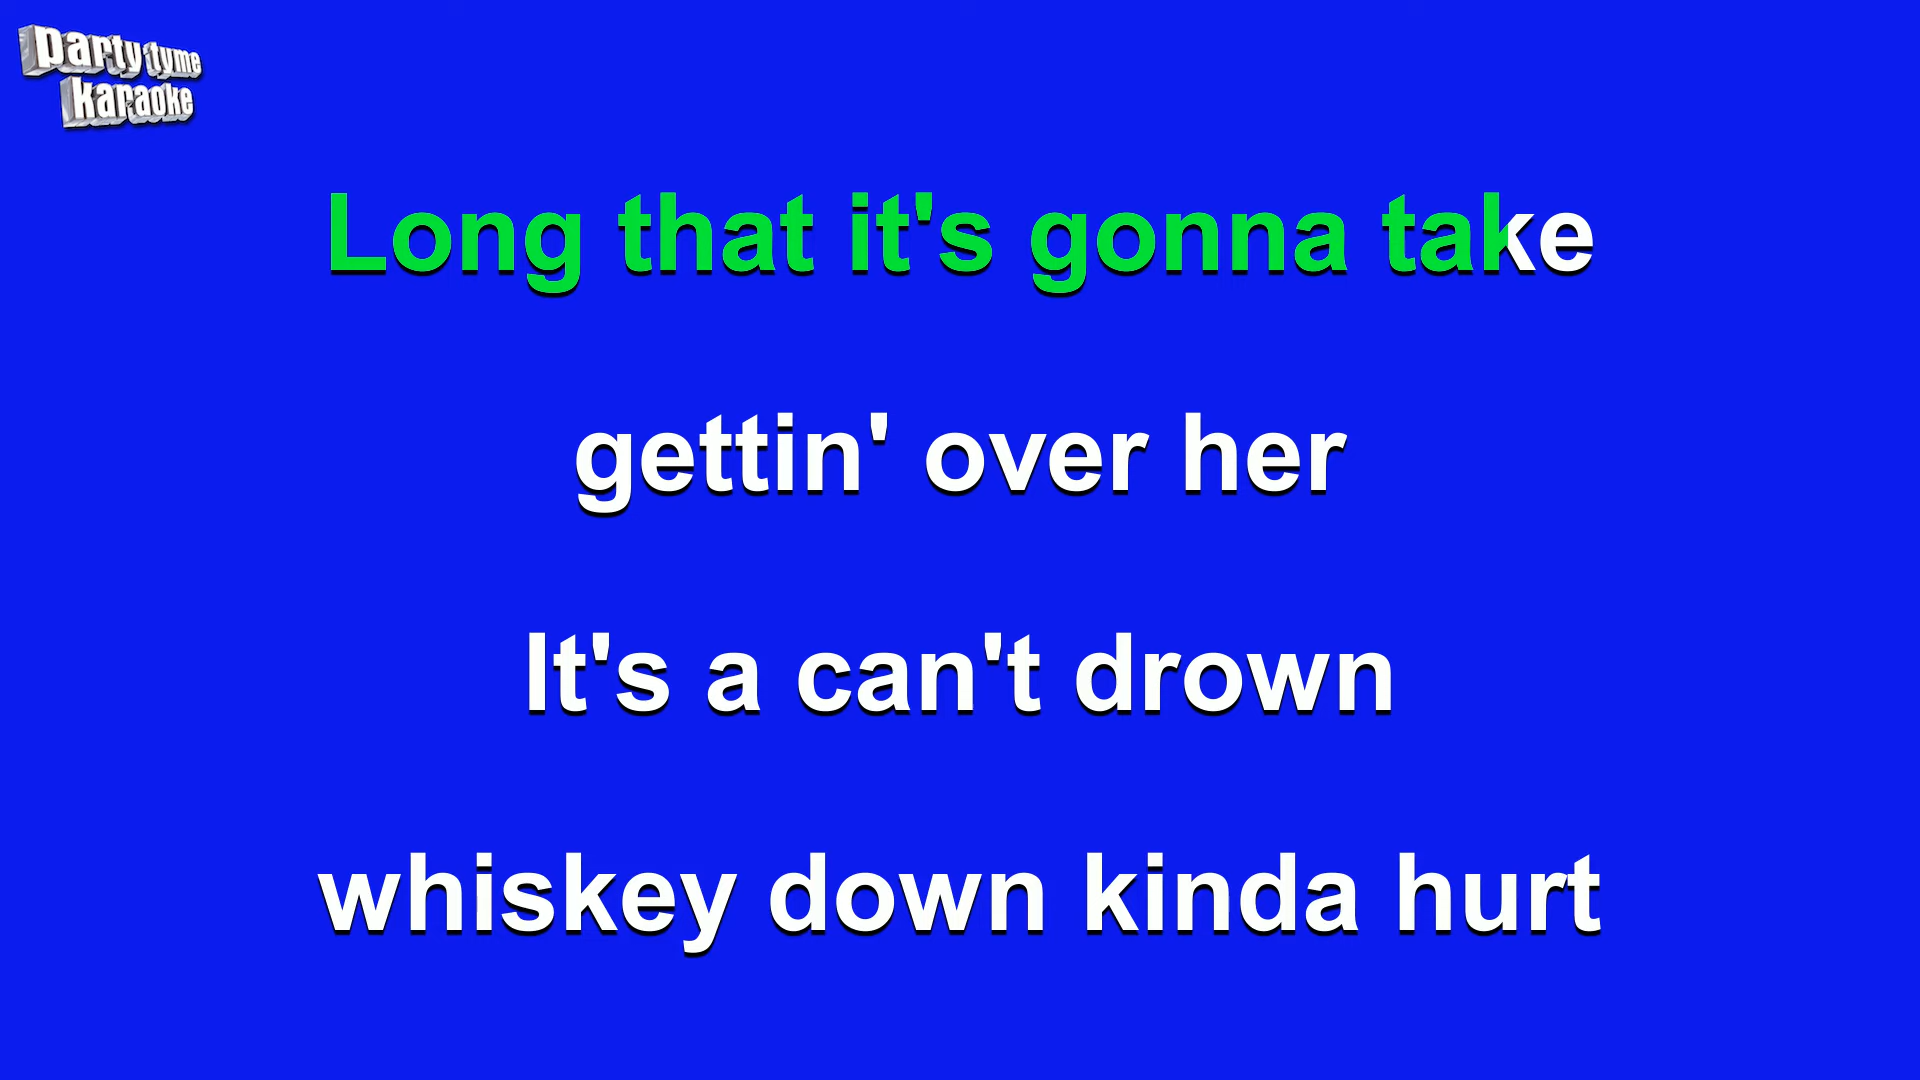 party tyme
karaoke
Long that it's gonna take
gettin' over her
It's a can't drown
whiskey down kinda hurt